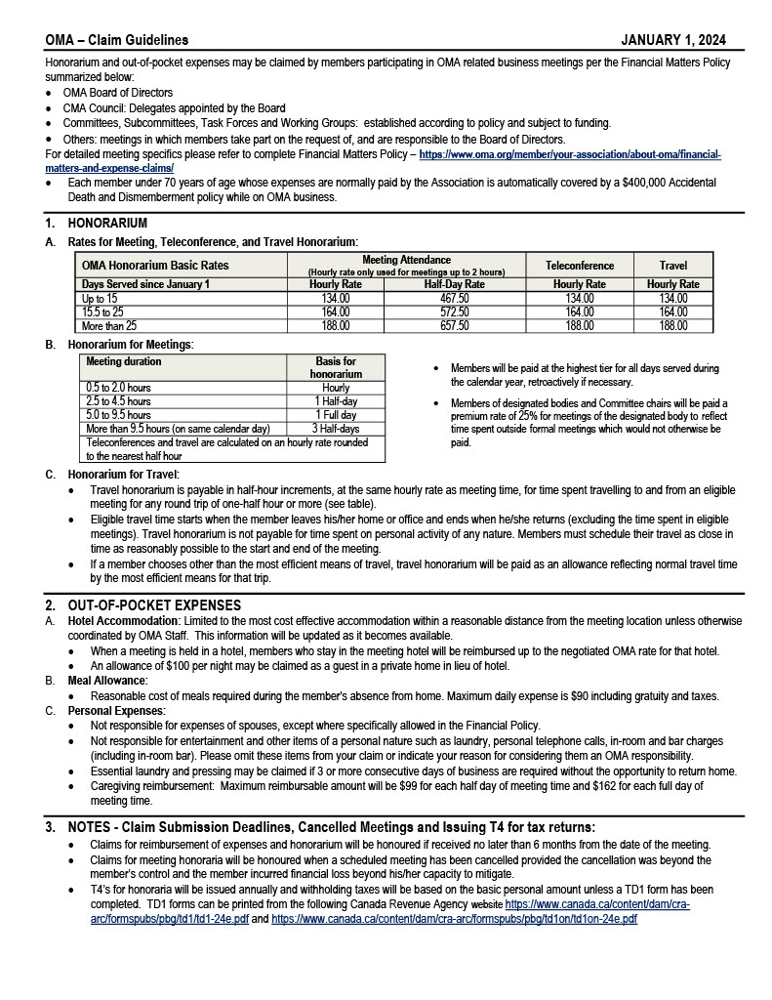 OMA – Claim Guidelines JANUARY 1, 2024
Honorarium and out-of-pocket expenses may be claimed by members participating in OMA related business meetings per the Financial Matters Policy
summarized below:
• OMA Board of Directors
• CMA Council: Delegates appointed by the Board
• Committees, Subcommittees, Task Forces and Working Groups: established according to policy and subject to funding.
• Others: meetings in which members take part on the request of, and are responsible to the Board of Directors.
For detailed meeting specifics please refer to complete Financial Matters Policy – https://www.oma.org/member/your-association/about-oma/financial-
matters-and-expense-claims/
• Each member under 70 years of age whose expenses are normally paid by the Association is automatically covered by a $400,000 Accidental
Death and Dismemberment policy while on OMA business.
1. HONORARIUM
A. Rates for Meeting, Teleconference, and Travel Honorarium:
OMA Honorarium Basic Rates Meeting Attendance Teleconference Travel
(Hourly rate only used for meetings up to 2 hours)
Days Served since January 1 Hourly Rate Half-Day Rate Hourly Rate Hourly Rate
Up to 15 134.00 467.50 134.00 134.00
15.5 to 25 164.00 572.50 164.00 164.00
More than 25 188.00 657.50 188.00 188.00
B. Honorarium for Meetings:
Meeting duration Basis for
honorarium
0.5 to 2.0 hours Hourly
2.5 to 4.5 hours 1 Half-day
5.0 to 9.5 hours 1 Full day
More than 9.5 hours (on same calendar day) 3 Half-days
Teleconferences and travel are calculated on an hourly rate rounded
to the nearest half hour
• Members will be paid at the highest tier for all days served during
the calendar year, retroactively if necessary.
• Members of designated bodies and Committee chairs will be paid a
premium rate of 25% for meetings of the designated body to reflect
time spent outside formal meetings which would not otherwise be
paid.
C. Honorarium for Travel:
• Travel honorarium is payable in half-hour increments, at the same hourly rate as meeting time, for time spent travelling to and from an eligible
meeting for any round trip of one-half hour or more (see table).
• Eligible travel time starts when the member leaves his/her home or office and ends when he/she returns (excluding the time spent in eligible
meetings). Travel honorarium is not payable for time spent on personal activity of any nature. Members must schedule their travel as close in
time as reasonably possible to the start and end of the meeting.
• If a member chooses other than the most efficient means of travel, travel honorarium will be paid as an allowance reflecting normal travel time
by the most efficient means for that trip.
2. OUT-OF-POCKET EXPENSES
A. Hotel Accommodation: Limited to the most cost effective accommodation within a reasonable distance from the meeting location unless otherwise
coordinated by OMA Staff. This information will be updated as it becomes available.
• When a meeting is held in a hotel, members who stay in the meeting hotel will be reimbursed up to the negotiated OMA rate for that hotel.
• An allowance of $100 per night may be claimed as a guest in a private home in lieu of hotel.
B. Meal Allowance:
• Reasonable cost of meals required during the member's absence from home. Maximum daily expense is $90 including gratuity and taxes.
C. Personal Expenses:
• Not responsible for expenses of spouses, except where specifically allowed in the Financial Policy.
• Not responsible for entertainment and other items of a personal nature such as laundry, personal telephone calls, in-room and bar charges
(including in-room bar). Please omit these items from your claim or indicate your reason for considering them an OMA responsibility.
• Essential laundry and pressing may be claimed if 3 or more consecutive days of business are required without the opportunity to return home.
• Caregiving reimbursement: Maximum reimbursable amount will be $99 for each half day of meeting time and $162 for each full day of
meeting time.
3. NOTES - Claim Submission Deadlines, Cancelled Meetings and Issuing T4 for tax returns:
• Claims for reimbursement of expenses and honorarium will be honoured if received no later than 6 months from the date of the meeting.
• Claims for meeting honoraria will be honoured when a scheduled meeting has been cancelled provided the cancellation was beyond the
member's control and the member incurred financial loss beyond his/her capacity to mitigate.
• T4's for honoraria will be issued annually and withholding taxes will be based on the basic personal amount unless a TD1 form has been
completed. TD1 forms can be printed from the following Canada Revenue Agency website https://www.canada.ca/content/dam/cra-
arc/formspubs/pbg/td1/td1-24e.pdf and https://www.canada.ca/content/dam/cra-arc/formspubs/pbg/td1on/td1on-24e.pdf